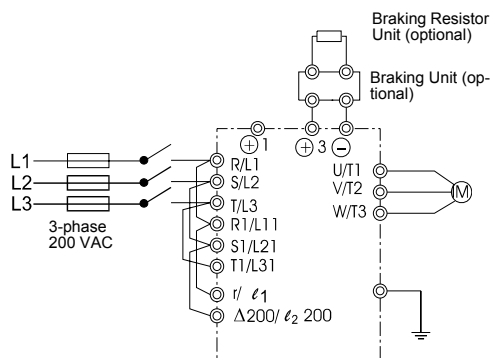 Braking Resistor
Unit (optional)
Braking Unit (op-
tional)
⊕1
⊕3 ⊖
L1
L2
L3
3-phase
200 VAC
R/L1
S/L2
T/L3
R1/L11
S1/L21
T1/L31
r/ ℓ1
Δ200/ ℓ2 200
U/T1
V/T2
W/T3
M